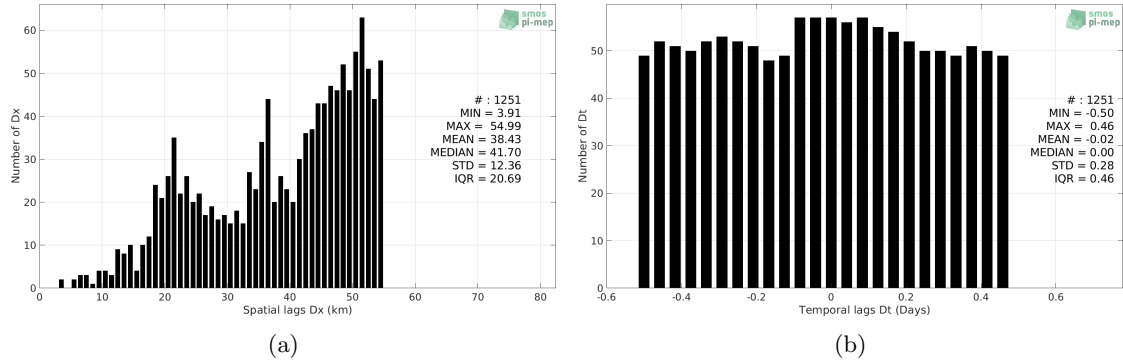 smos
pi-mep
60
50
40
30
20
10
0
Number of Dx
# : 1251
MIN = 3.91
MAX = 54.99
MEAN = 38.43
MEDIAN = 41.70
STD = 12.36
IQR = 20.69
0 10 20 30 40 50 60 70 80
Spatial lags Dx (km)
(a)
smos
pi-mep
50
40
30
20
10
0
Number of Dt
# : 1251
MIN = -0.50
MAX = 0.46
MEAN = -0.02
MEDIAN = 0.00
STD = 0.28
IQR = 0.46
-0.6 -0.4 -0.2 0 0.2 0.4 0.6
Temporal lags Dt (Days)
(b)